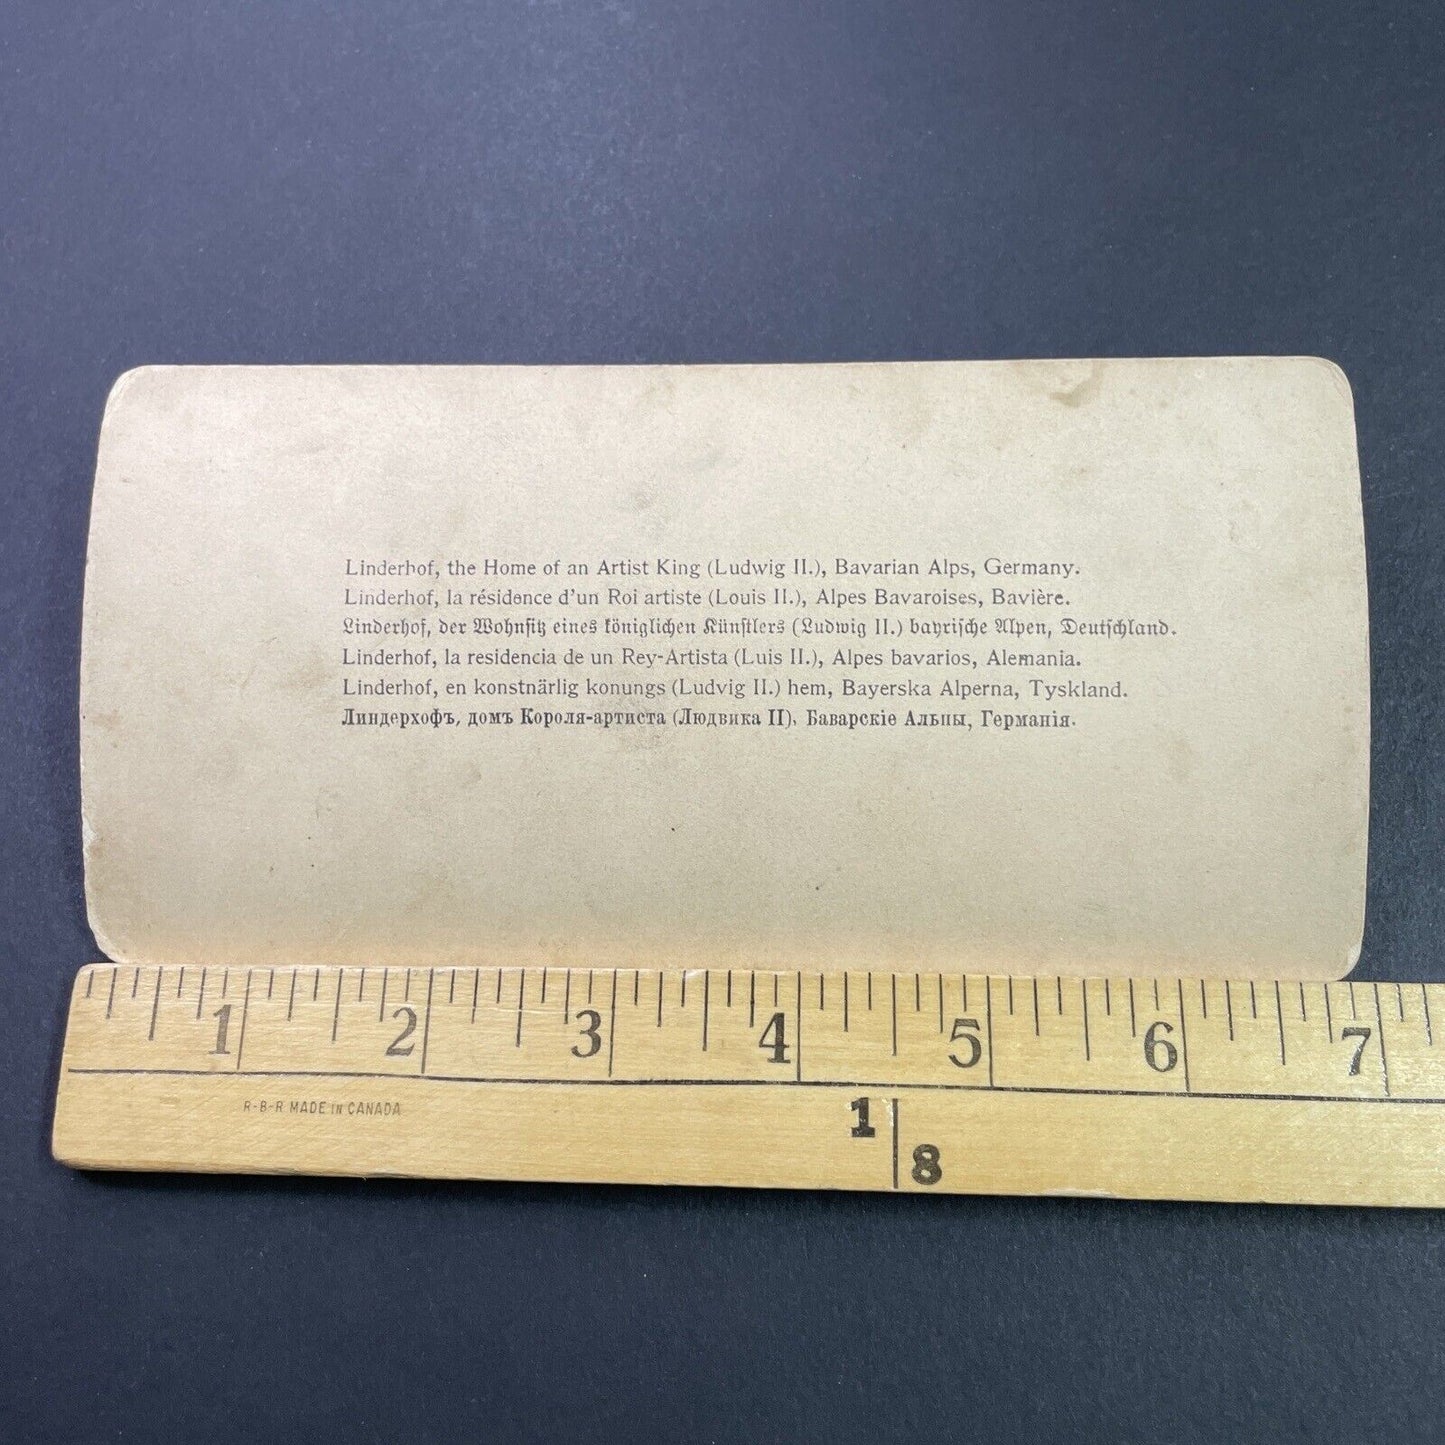 Linderhof, the Home of an Artist King (Ludwig II.), Bavarian Alps, Germany.
Linderhof, la résidence d'un Roi artiste (Louis II.), Alpes Bavaroises, Bavière.
Linderhof, der Wohnsitz eines königlichen Künstlers (Ludwig II.) bayrische Alpen, Deutschland.
Linderhof, la residencia de un Rey-Artista (Luis II.), Alpes bavarios, Alemania.
Linderhof, en konstnärlig konungs (Ludvig II.) hem, Bayerska Alperna, Tyskland.
Линдерхофъ, домъ Короля-артиста (Людвика II), Баварскіе Альпы, Германія.
1 2 3 4 5 6 7
R-B-R MADE IN CANADA
1
8